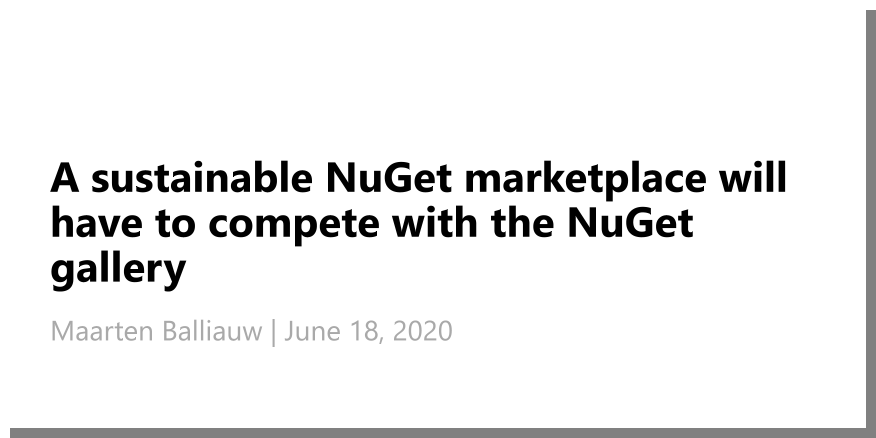 A sustainable NuGet marketplace will
have to compete with the NuGet
gallery
Maarten Balliauw | June 18, 2020